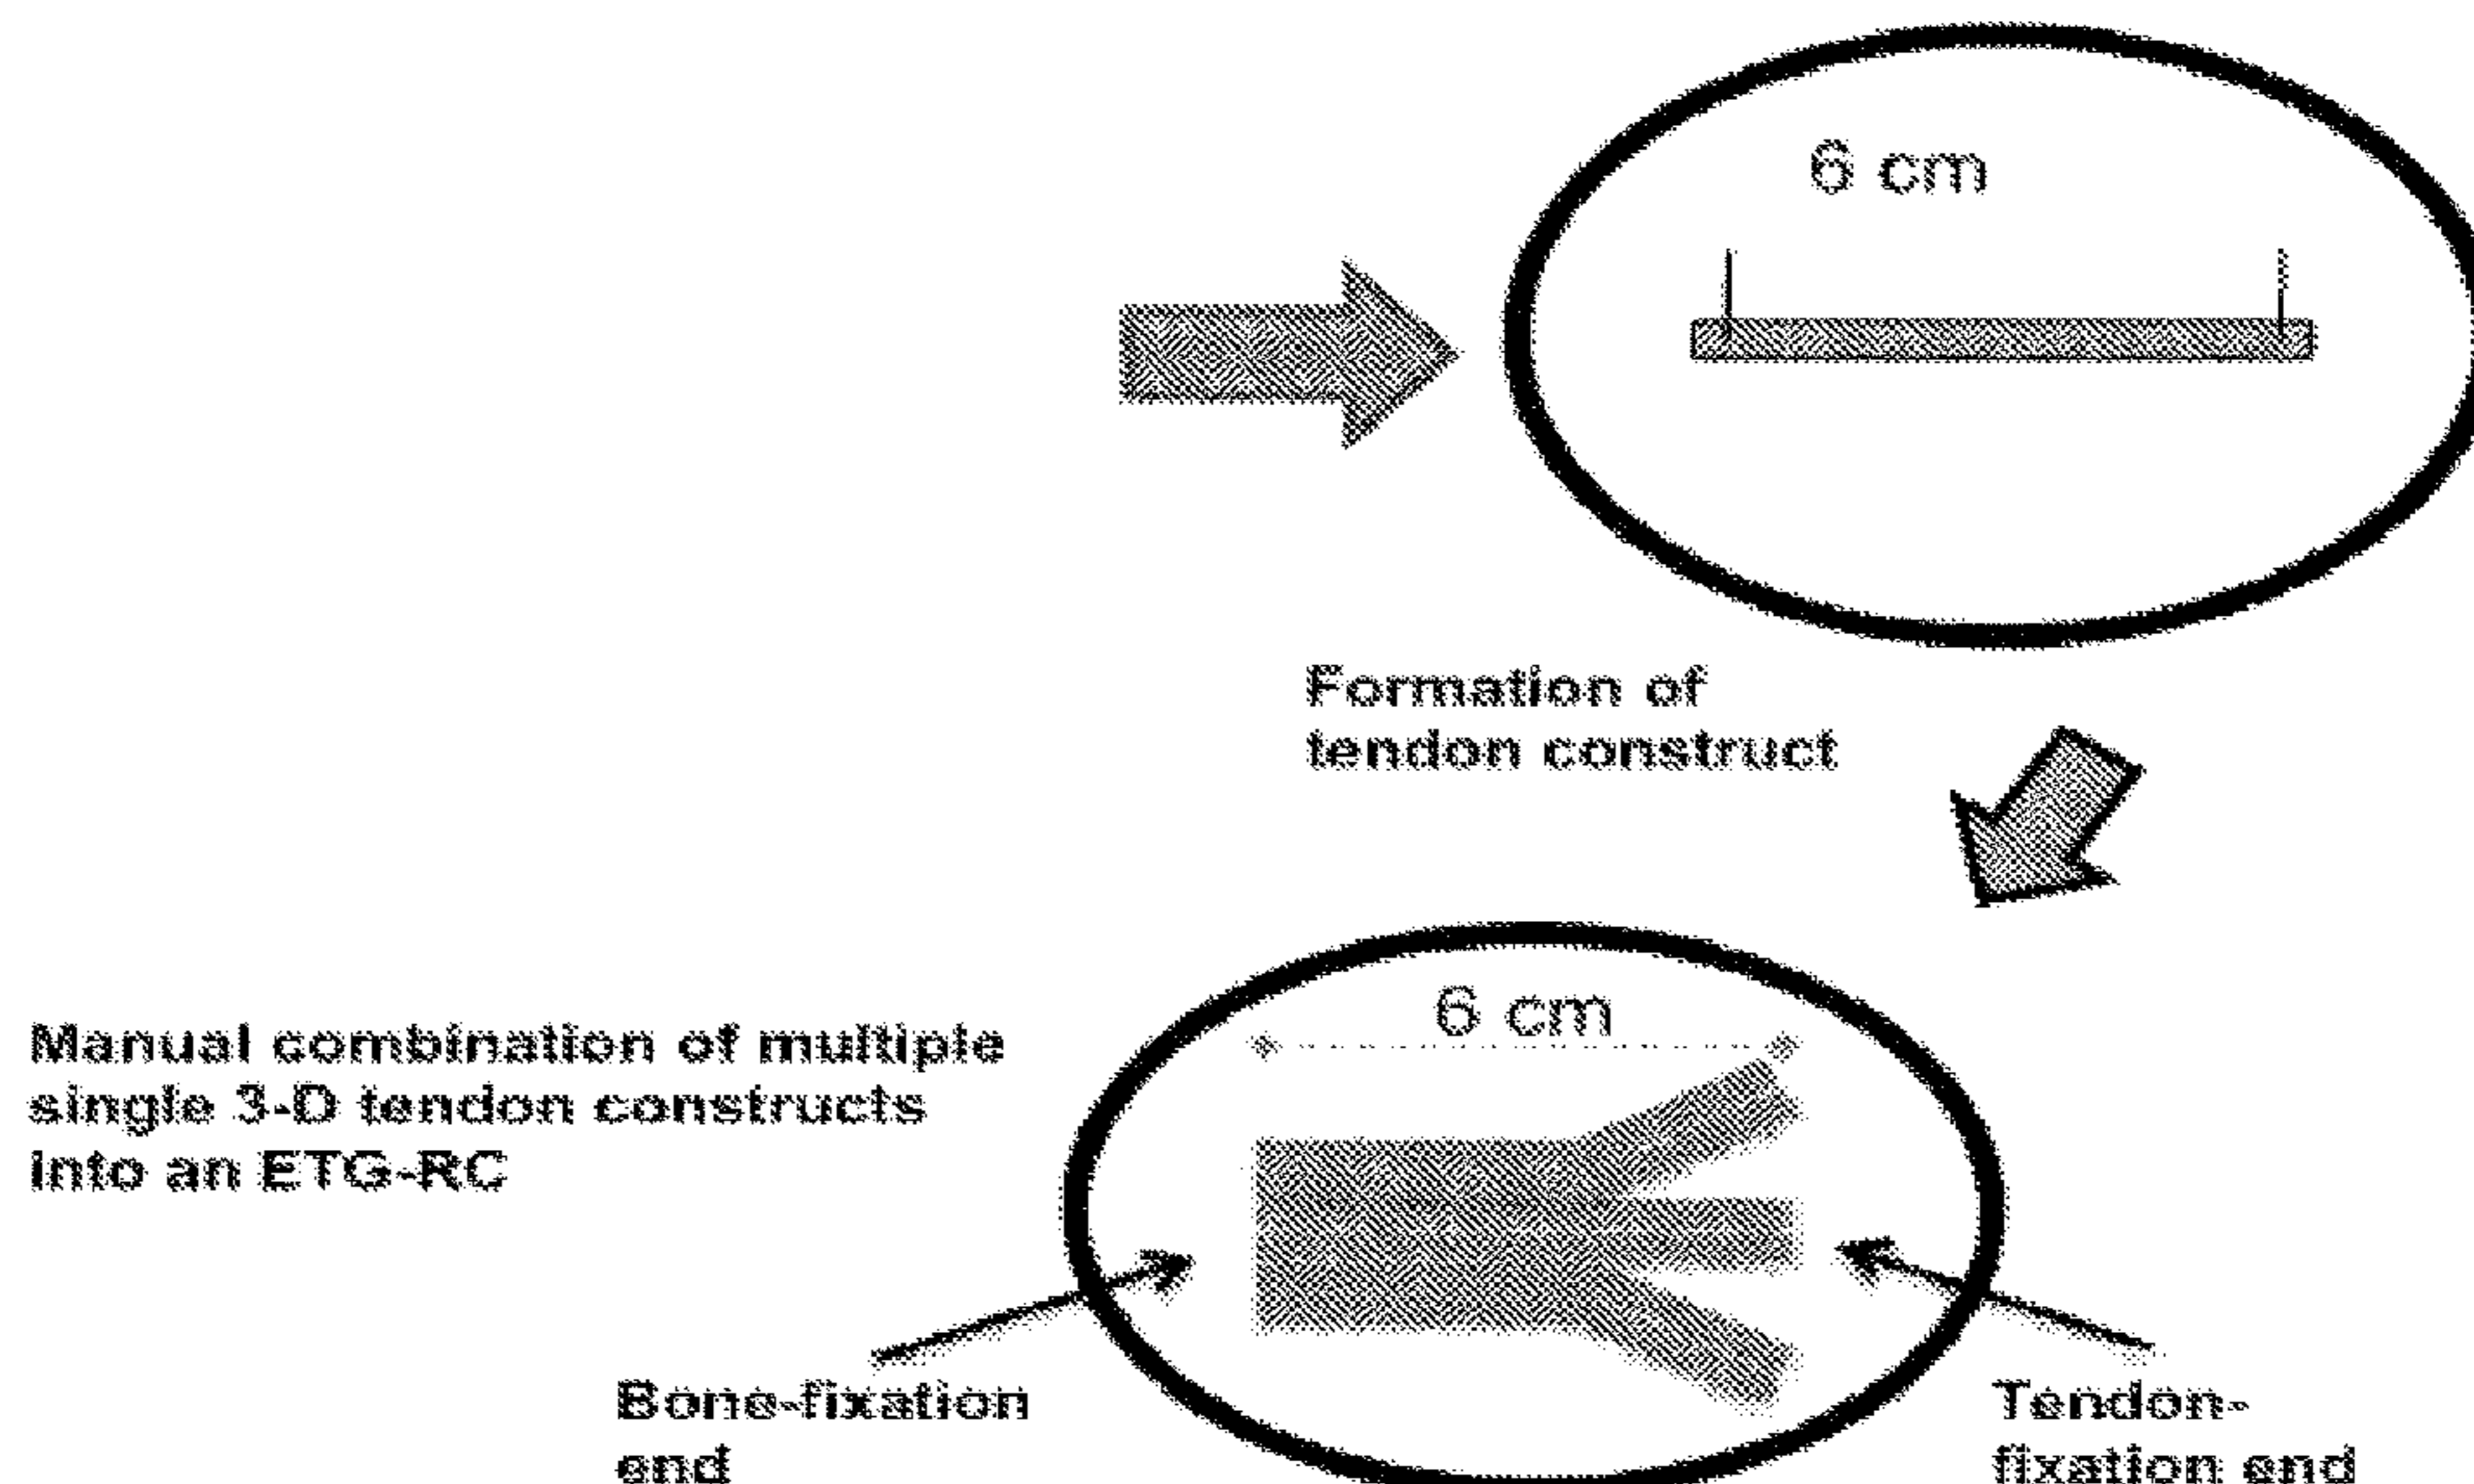 6 cm
Formation of
tendon construct
6 cm
Manual combination of multiple
single 3-D tendon constructs
into an ETG-RC
Bone-fixation
end
Tendon-
fixation end